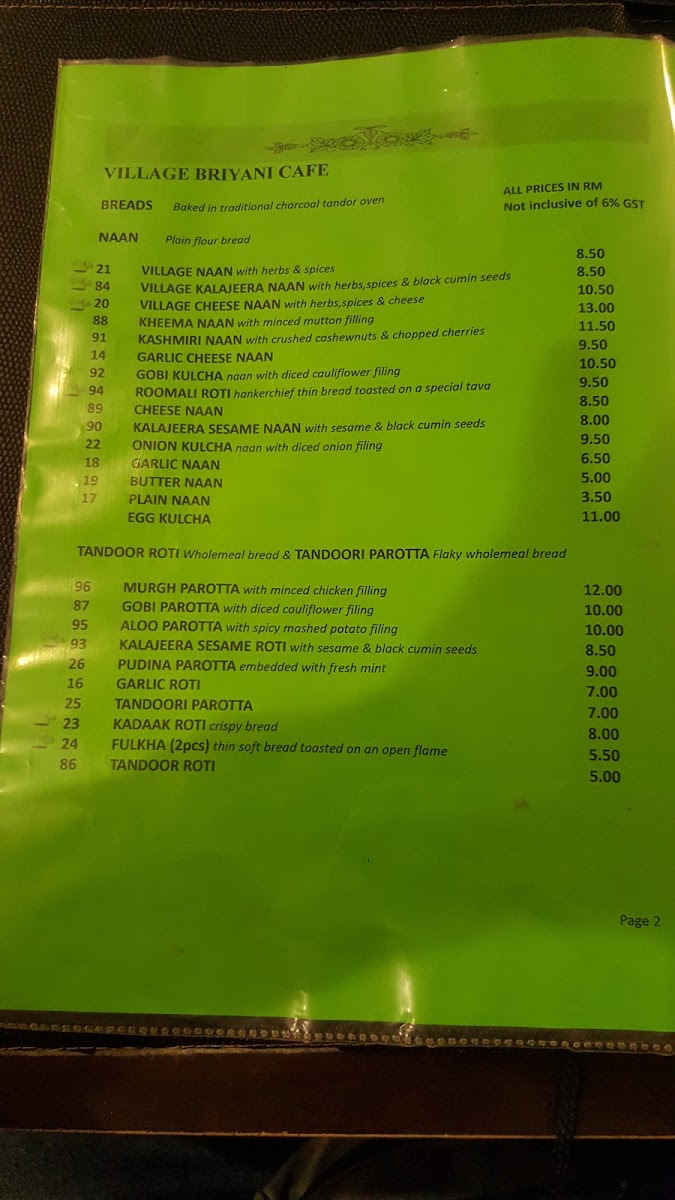 VILLAGE BRIYANI CAFE
BREADS Baked in traditional charcoal tandor oven
ALL PRICES IN RM
Not inclusive of 6% GST
NAAN Plain flour bread
21 VILLAGE NAAN with herbs & spices 8.50
84 VILLAGE KALAJEERA NAAN with herbs,spices & black cumin seeds 8.50
20 VILLAGE CHEESE NAAN with herbs,spices & cheese 10.50
88 KHEEMA NAAN with minced mutton filling 13.00
91 KASHMIRI NAAN with crushed cashewnuts & chopped cherries 11.50
14 GARLIC CHEESE NAAN 9.50
92 GOBI KULCHA naan with diced cauliflower filing 10.50
94 ROOMALI ROTI hankerchief thin bread toasted on a special tava 9.50
89 CHEESE NAAN 8.50
90 KALAJEERA SESAME NAAN with sesame & black cumin seeds 8.00
22 ONION KULCHA naan with diced onion filing 9.50
18 GARLIC NAAN 6.50
19 BUTTER NAAN 5.00
17 PLAIN NAAN 3.50
EGG KULCHA 11.00
TANDOOR ROTI Wholemeal bread & TANDOORI PAROTTA Flaky wholemeal bread
96 MURGH PAROTTA with minced chicken filling 12.00
87 GOBI PAROTTA with diced cauliflower filing 10.00
95 ALOO PAROTTA with spicy mashed potato filing 10.00
93 KALAJEERA SESAME ROTI with sesame & black cumin seeds 8.50
26 PUDINA PAROTTA embedded with fresh mint 9.00
16 GARLIC ROTI 7.00
25 TANDOORI PAROTTA 7.00
23 KADAAK ROTI crispy bread 8.00
24 FULKHA (2pcs) thin soft bread toasted on an open flame 5.50
86 TANDOOR ROTI 5.00
Page 2